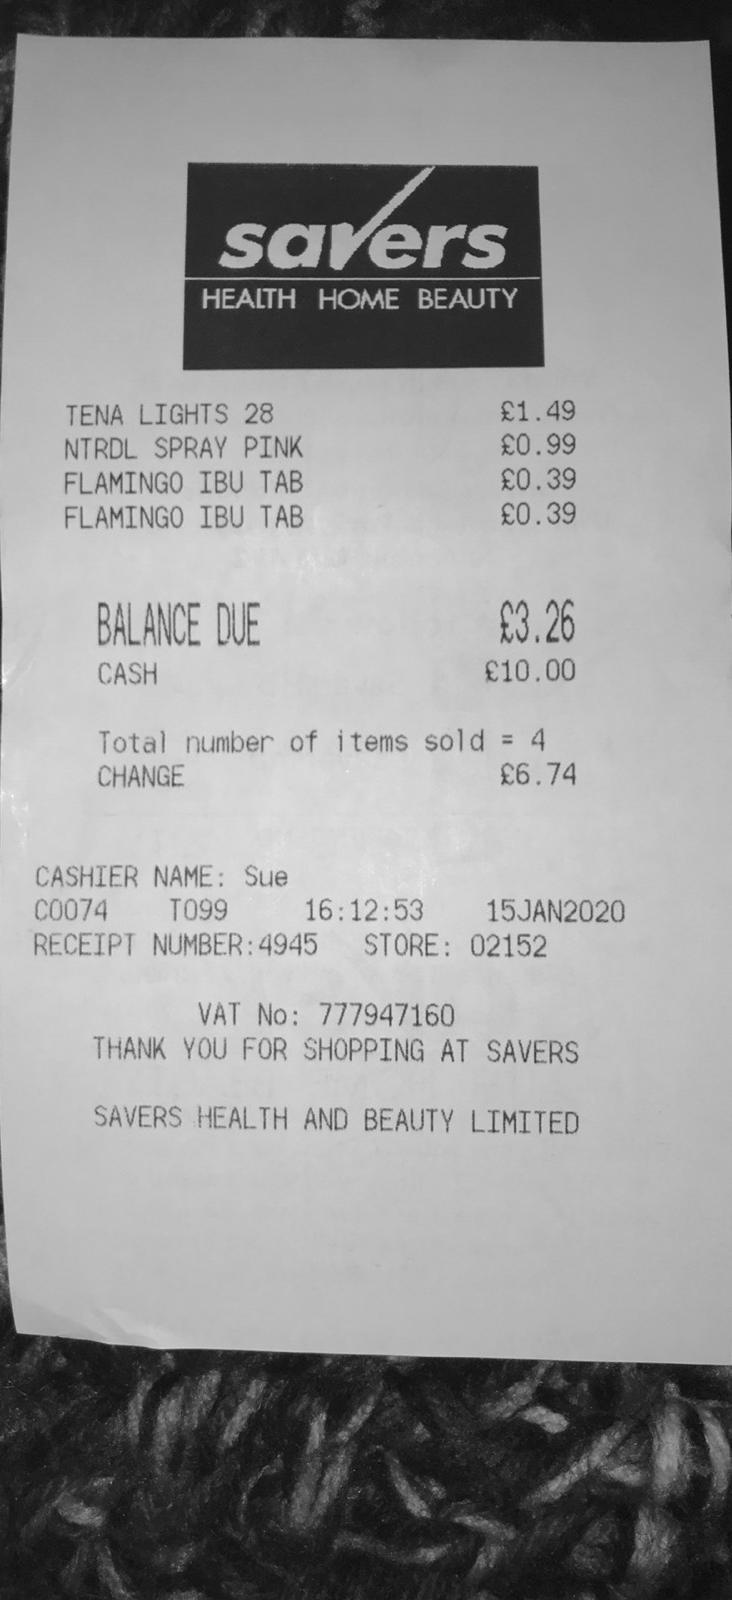 savers
HEALTH HOME BEAUTY
TENA LIGHTS 28 £1.49
NTRDL SPRAY PINK £0.99
FLAMINGO IBU TAB £0.39
FLAMINGO IBU TAB £0.39
BALANCE DUE £3.26
CASH £10.00
Total number of items sold = 4
CHANGE £6.74
CASHIER NAME: Sue
C0074 T099 16:12:53 15JAN2020
RECEIPT NUMBER:4945 STORE: 02152
VAT No: 777947160
THANK YOU FOR SHOPPING AT SAVERS
SAVERS HEALTH AND BEAUTY LIMITED